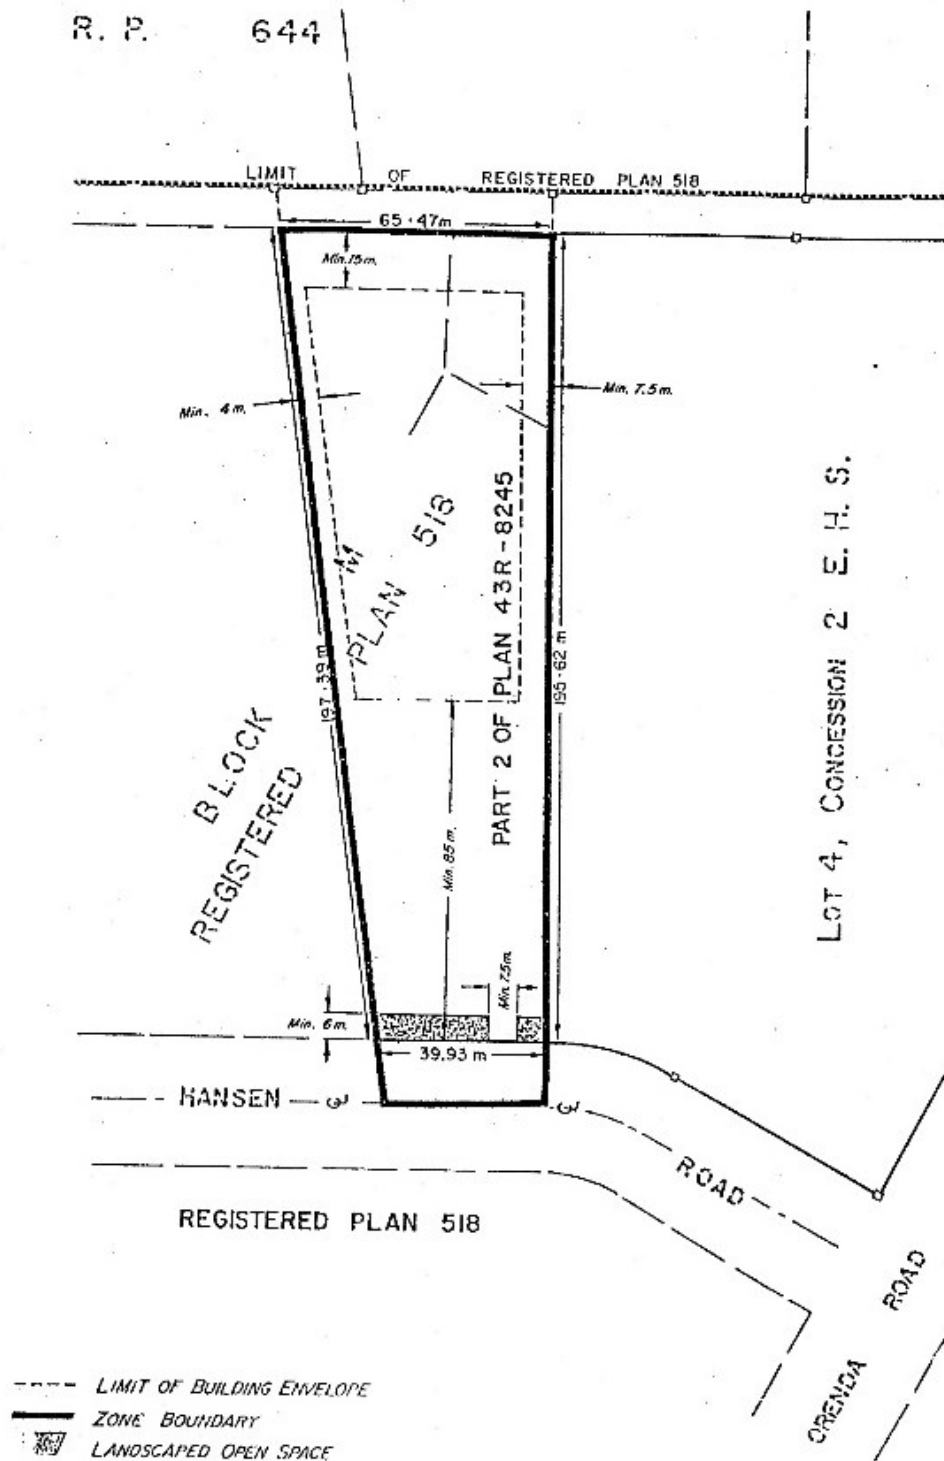 R. P. 644
LIMIT OF REGISTERED PLAN 518
65.47m
Min. 15m.
Min. 4m.
Min. 7.5m.
BLOCK M
REGISTERED PLAN 518
PART 2 OF PLAN 43R-8245
197.39m
195.62 m
LOT 4, CONCESSION 2 E. H. S.
Min. 85m.
Min. 7.5m.
Min. 6m.
39.93 m
HANSEN ROAD
REGISTERED PLAN 518
ORENDA ROAD
LIMIT OF BUILDING ENVELOPE
ZONE BOUNDARY
LANDSCAPED OPEN SPACE